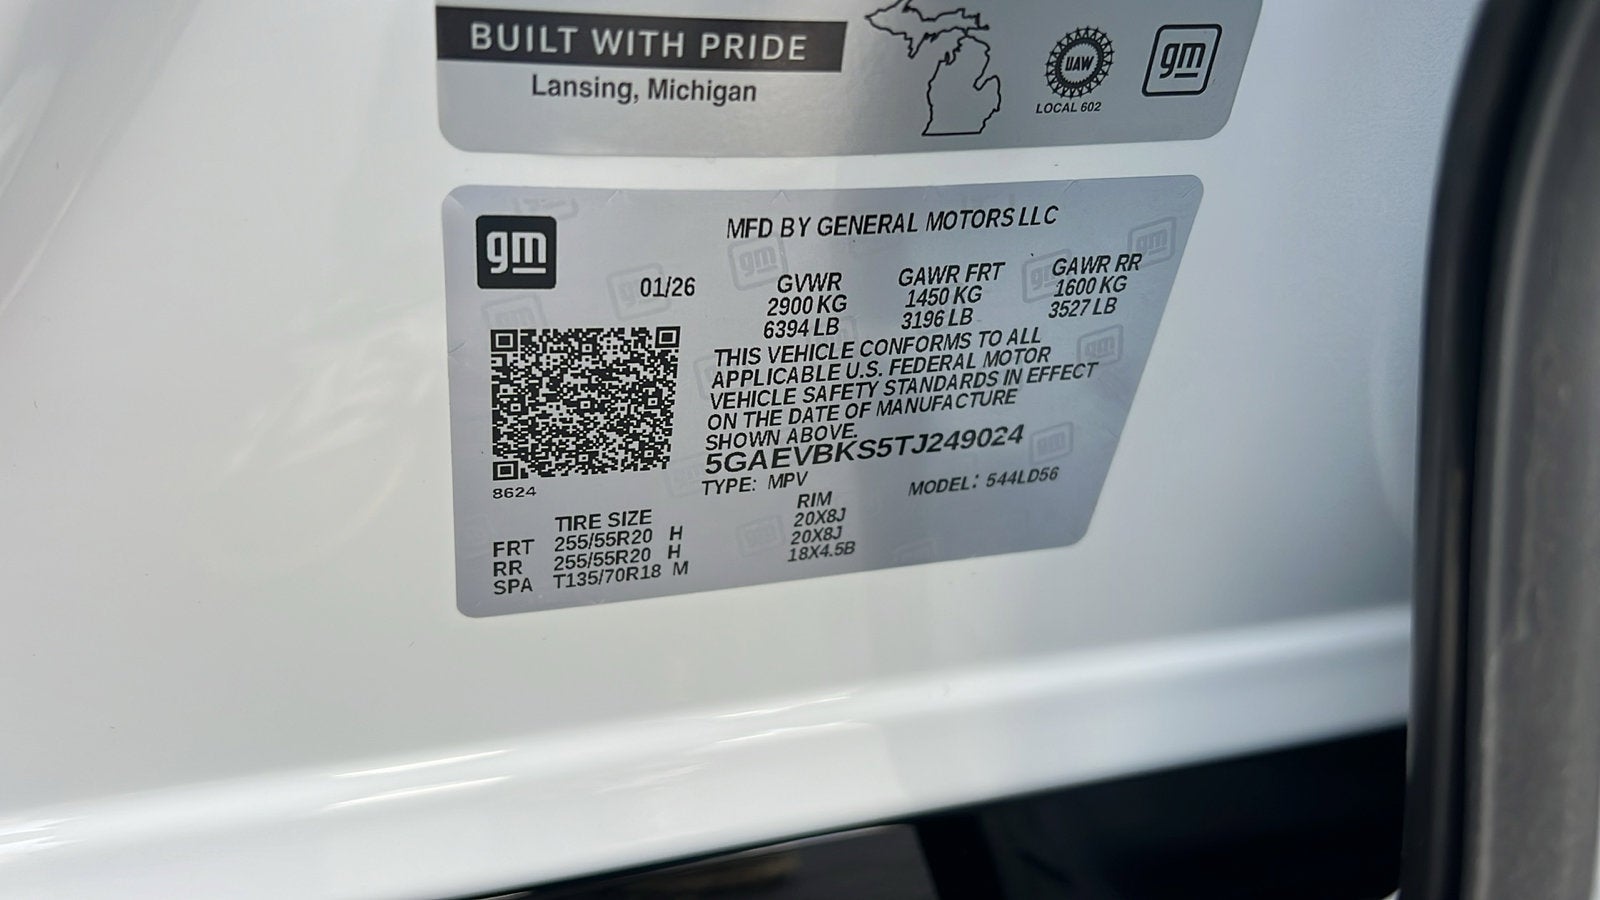 BUILT WITH PRIDE
Lansing, Michigan
UAW
LOCAL 602
gm
gm
MFD BY GENERAL MOTORS LLC
01/26
GVWR
2900 KG
6394 LB
GAWR FRT
1450 KG
3196 LB
GAWR RR
1600 KG
3527 LB
THIS VEHICLE CONFORMS TO ALL
APPLICABLE U.S. FEDERAL MOTOR
VEHICLE SAFETY STANDARDS IN EFFECT
ON THE DATE OF MANUFACTURE
SHOWN ABOVE.
5GAEVBKS5TJ249024
TYPE: MPV
MODEL: 544LD56
8624
TIRE SIZE RIM
FRT 255/55R20 H 20X8J
RR 255/55R20 H 20X8J
SPA T135/70R18 M 18X4.5B